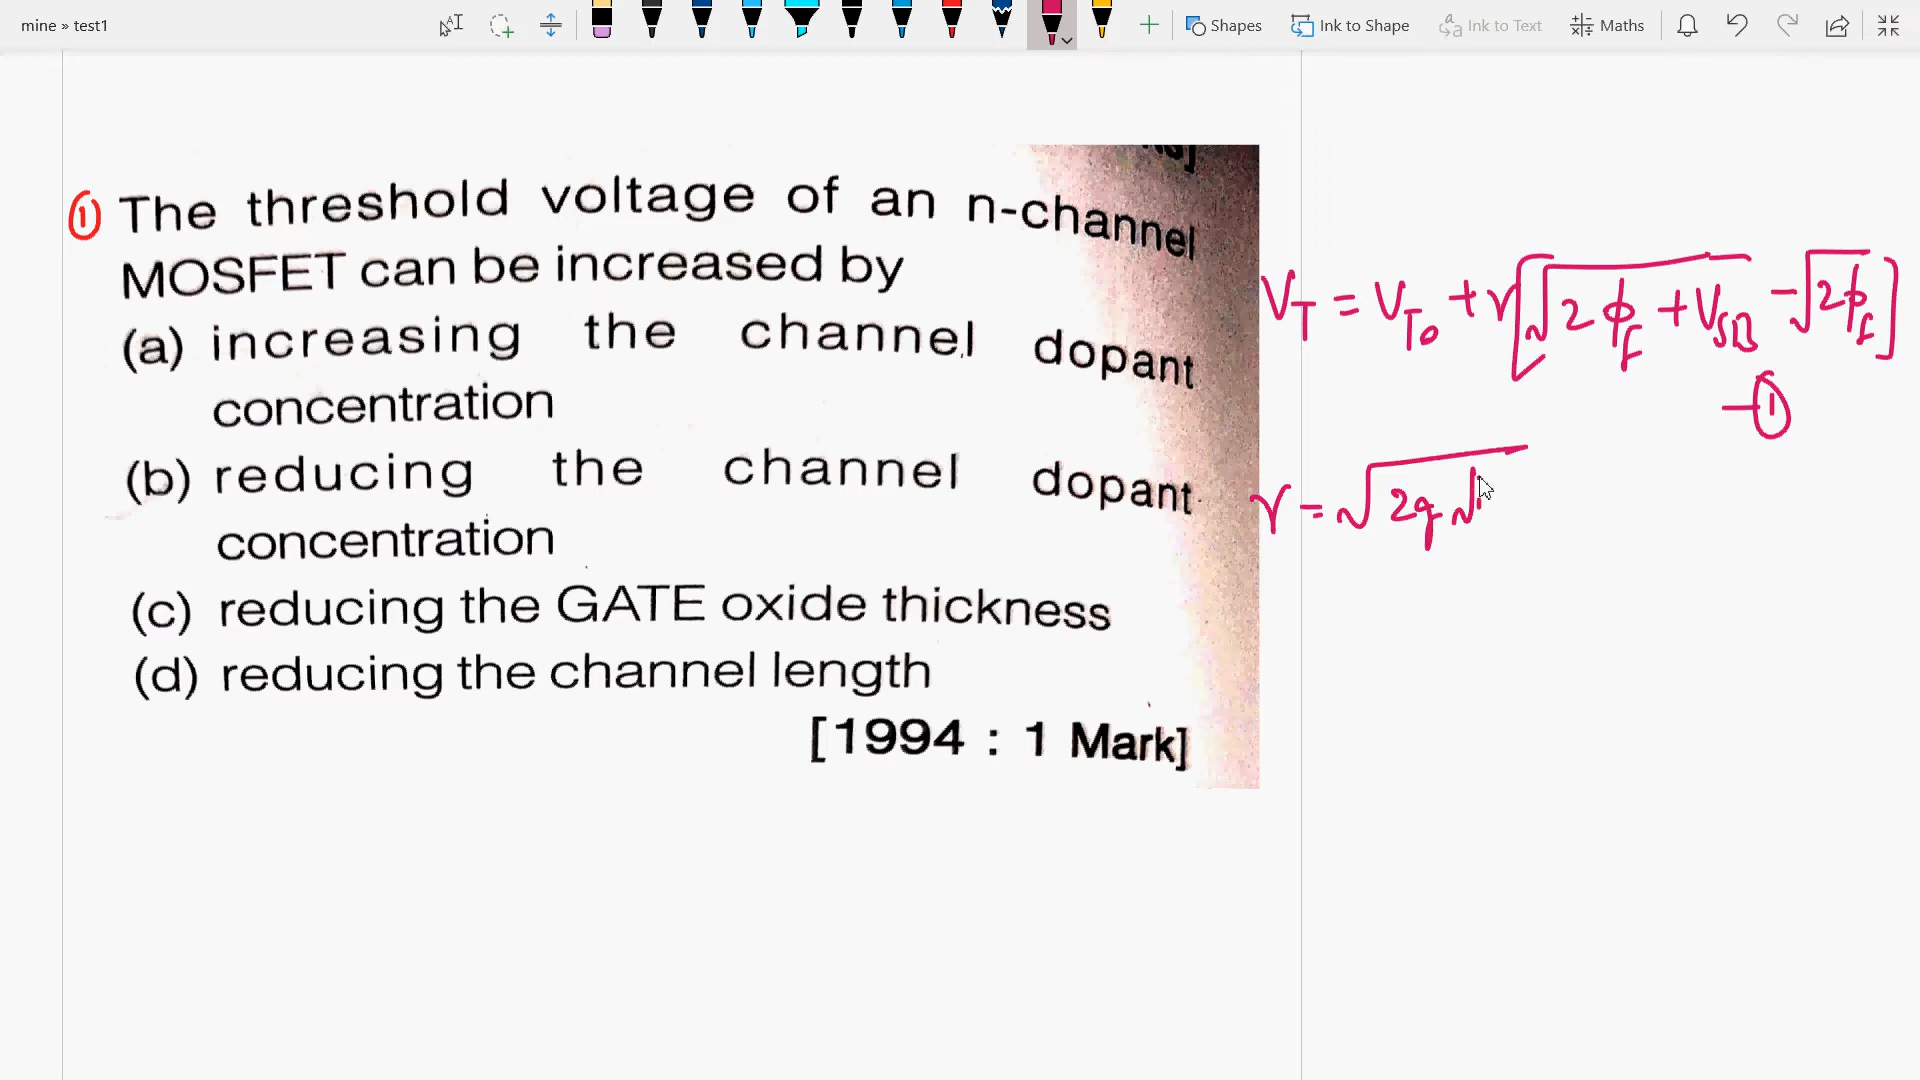 mine » test1
Shapes Ink to Shape Ink to Text Maths
① The threshold voltage of an n-channel
MOSFET can be increased by
(a) increasing the channel dopant
concentration
(b) reducing the channel dopant
concentration
(c) reducing the GATE oxide thickness
(d) reducing the channel length
[1994 : 1 Mark]
V_T = V_To + γ[√(2φ_f + V_SB) - √(2φ_f)]
—①
γ = √2q